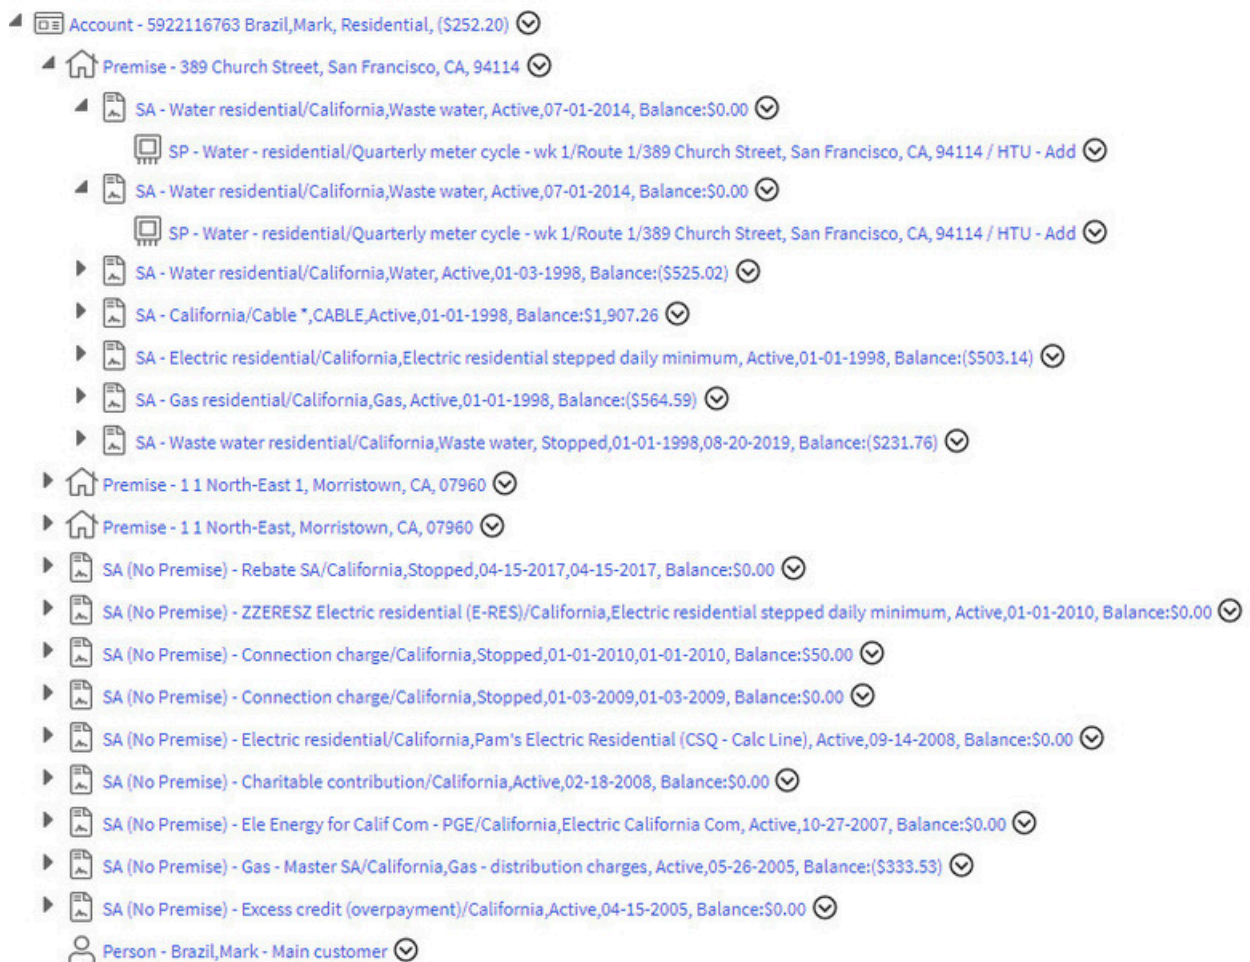 Account - 5922116763 Brazil,Mark, Residential, ($252.20)
Premise - 389 Church Street, San Francisco, CA, 94114
SA - Water residential/California,Waste water, Active,07-01-2014, Balance:$0.00
SP - Water - residential/Quarterly meter cycle - wk 1/Route 1/389 Church Street, San Francisco, CA, 94114 / HTU - Add
SA - Water residential/California,Waste water, Active,07-01-2014, Balance:$0.00
SP - Water - residential/Quarterly meter cycle - wk 1/Route 1/389 Church Street, San Francisco, CA, 94114 / HTU - Add
SA - Water residential/California,Water, Active,01-03-1998, Balance:($525.02)
SA - California/Cable *,CABLE,Active,01-01-1998, Balance:$1,907.26
SA - Electric residential/California,Electric residential stepped daily minimum, Active,01-01-1998, Balance:($503.14)
SA - Gas residential/California,Gas, Active,01-01-1998, Balance:($564.59)
SA - Waste water residential/California,Waste water, Stopped,01-01-1998,08-20-2019, Balance:($231.76)
Premise - 1 1 North-East 1, Morristown, CA, 07960
Premise - 1 1 North-East, Morristown, CA, 07960
SA (No Premise) - Rebate SA/California,Stopped,04-15-2017,04-15-2017, Balance:$0.00
SA (No Premise) - ZZERESZ Electric residential (E-RES)/California,Electric residential stepped daily minimum, Active,01-01-2010, Balance:$0.00
SA (No Premise) - Connection charge/California,Stopped,01-01-2010,01-01-2010, Balance:$50.00
SA (No Premise) - Connection charge/California,Stopped,01-03-2009,01-03-2009, Balance:$0.00
SA (No Premise) - Electric residential/California,Pam's Electric Residential (CSQ - Calc Line), Active,09-14-2008, Balance:$0.00
SA (No Premise) - Charitable contribution/California,Active,02-18-2008, Balance:$0.00
SA (No Premise) - Ele Energy for Calif Com - PGE/California,Electric California Com, Active,10-27-2007, Balance:$0.00
SA (No Premise) - Gas - Master SA/California,Gas - distribution charges, Active,05-26-2005, Balance:($333.53)
SA (No Premise) - Excess credit (overpayment)/California,Active,04-15-2005, Balance:$0.00
Person - Brazil,Mark - Main customer